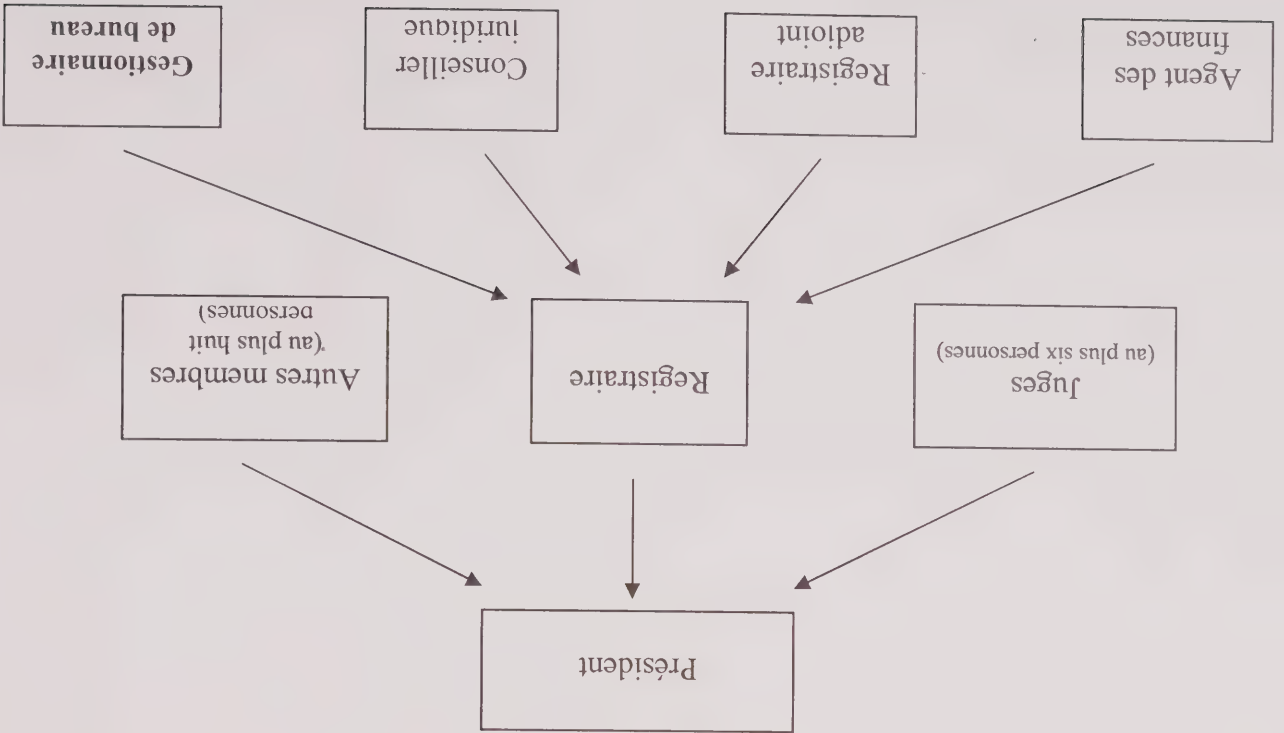 Président
Juges
(au plus six personnes)
Registraire
Autres membres
(au plus huit
personnes)
Agent des
finances
Registraire
adjoint
Conseiller
juridique
Gestionnaire
de bureau